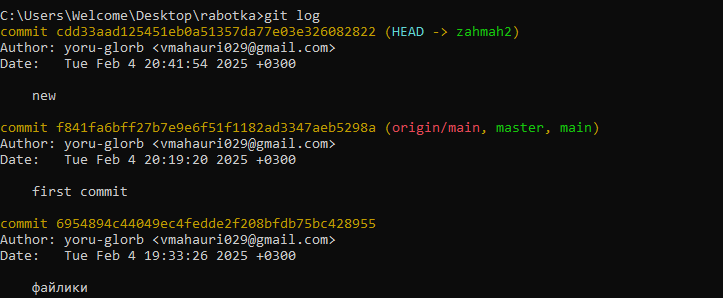 C:\Users\Welcome\Desktop\rabotka>git log
commit cdd33aad125451eb0a51357da77e03e326082822 (HEAD -> zahmah2)
Author: yoru-glorb <vmahauri029@gmail.com>
Date:   Tue Feb 4 20:41:54 2025 +0300
new
commit f841fa6bff27b7e9e6f51f1182ad3347aeb5298a (origin/main, master, main)
Author: yoru-glorb <vmahauri029@gmail.com>
Date:   Tue Feb 4 20:19:20 2025 +0300
first commit
commit 6954894c44049ec4fedde2f208bfdb75bc428955
Author: yoru-glorb <vmahauri029@gmail.com>
Date:   Tue Feb 4 19:33:26 2025 +0300
файлики